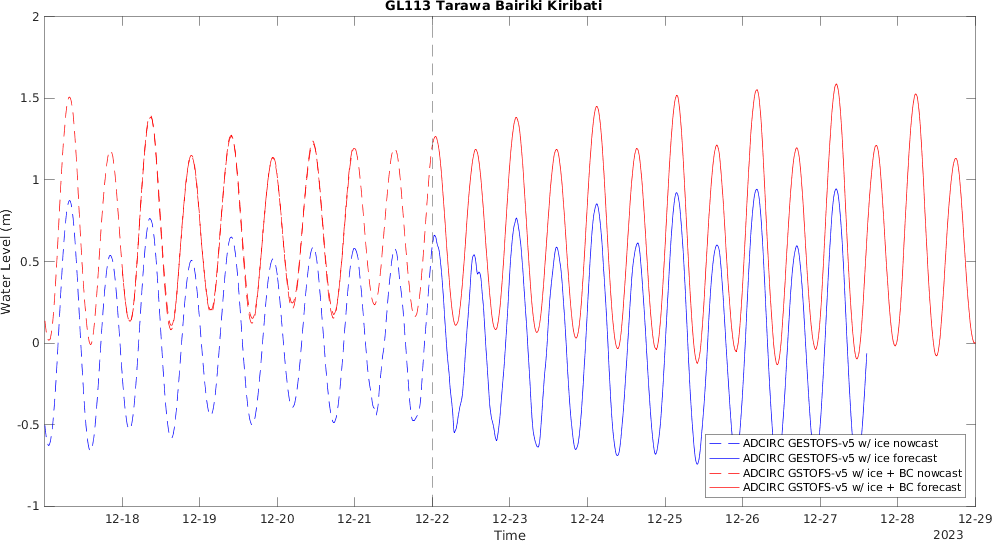 GL113 Tarawa Bairiki Kiribati
2
1.5
1
0.5
0
-0.5
-1
Water Level (m)
ADCIRC GESTOFS-v5 w/ ice nowcast
ADCIRC GESTOFS-v5 w/ ice forecast
ADCIRC GSTOFS-v5 w/ ice + BC nowcast
ADCIRC GSTOFS-v5 w/ ice + BC forecast
12-18 12-19 12-20 12-21 12-22 12-23 12-24 12-25 12-26 12-27 12-28 12-29
Time
2023